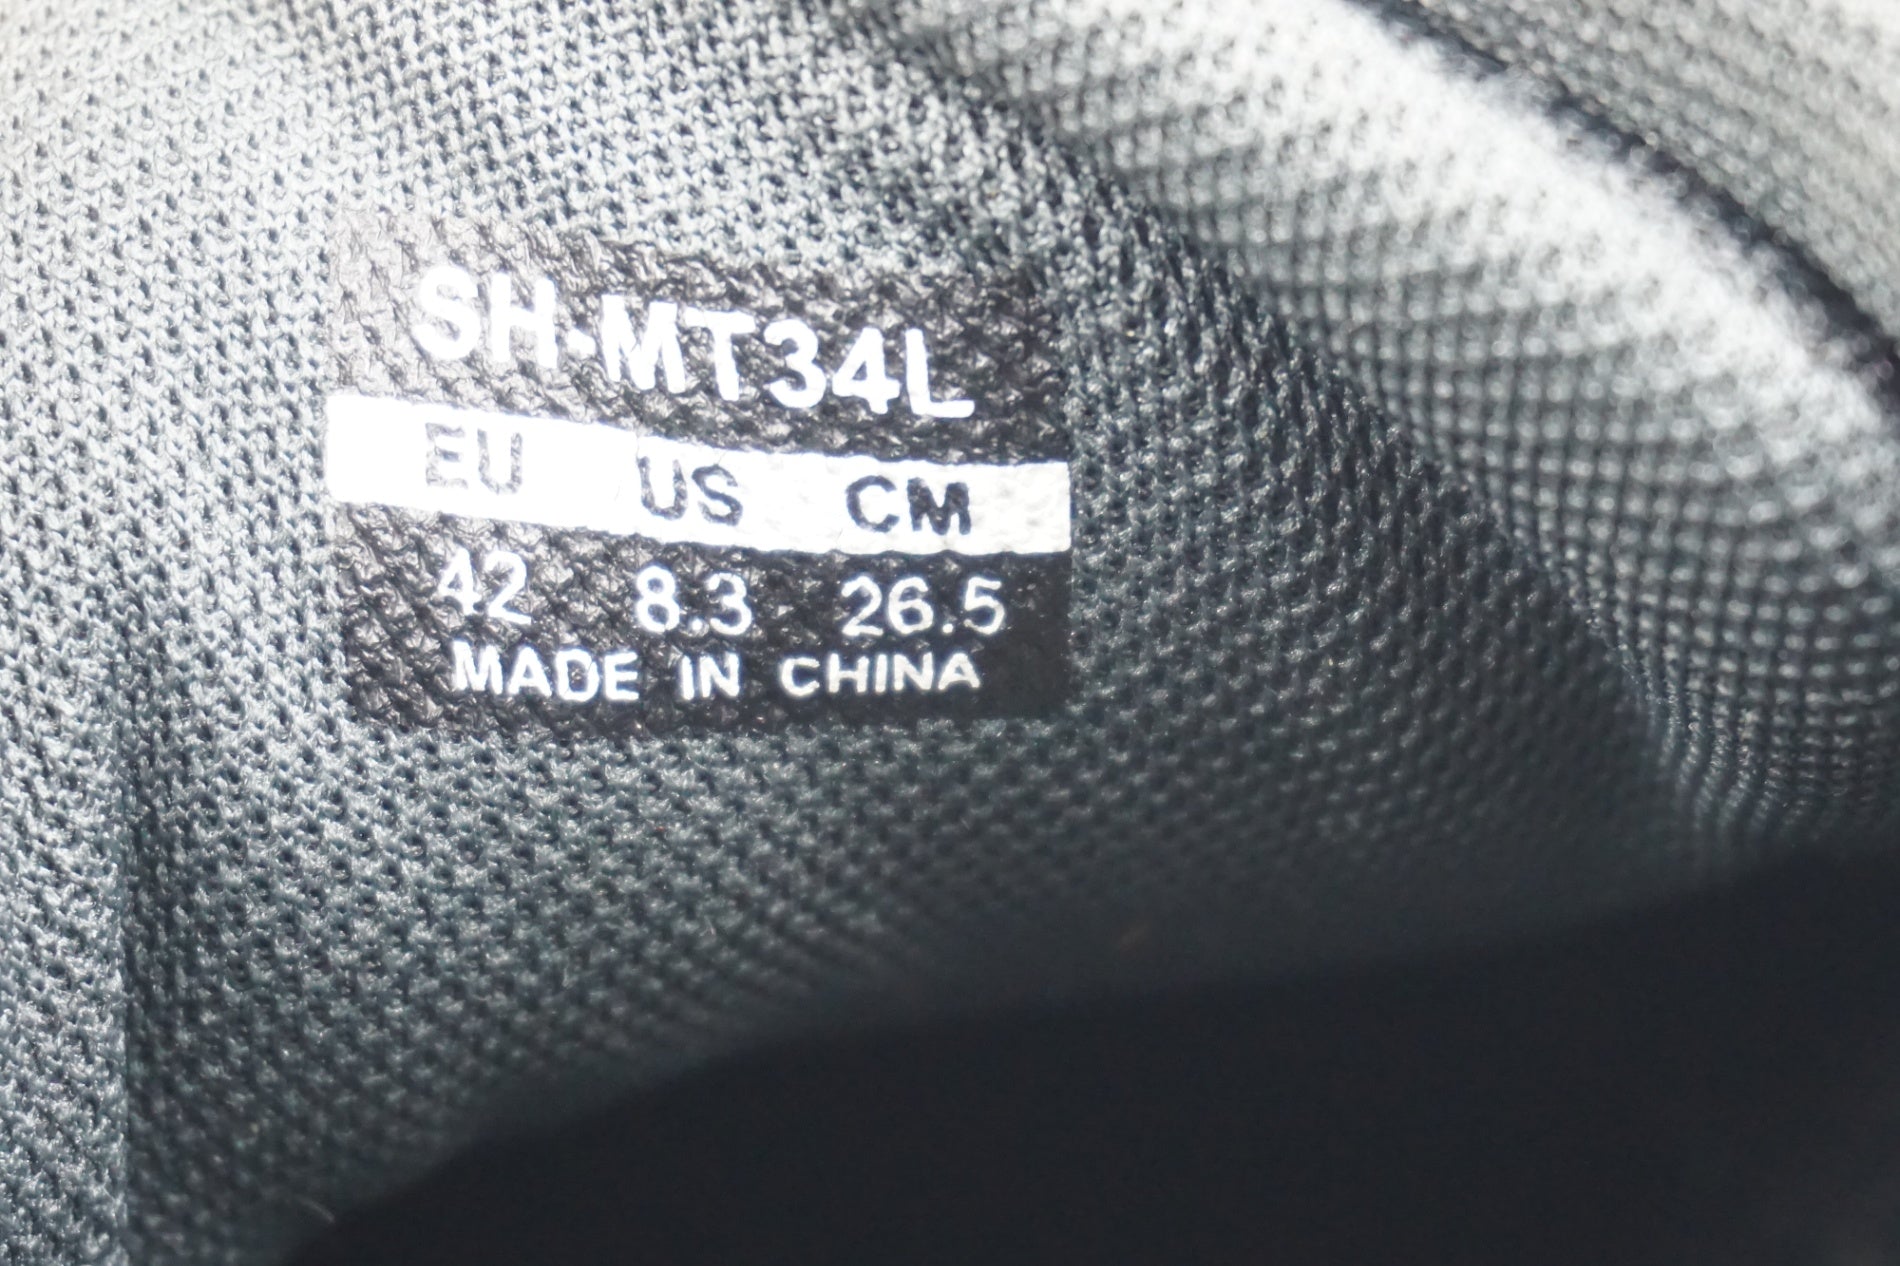 SH-MT34L
EU US CM
42 8.3 26.5
MADE IN CHINA